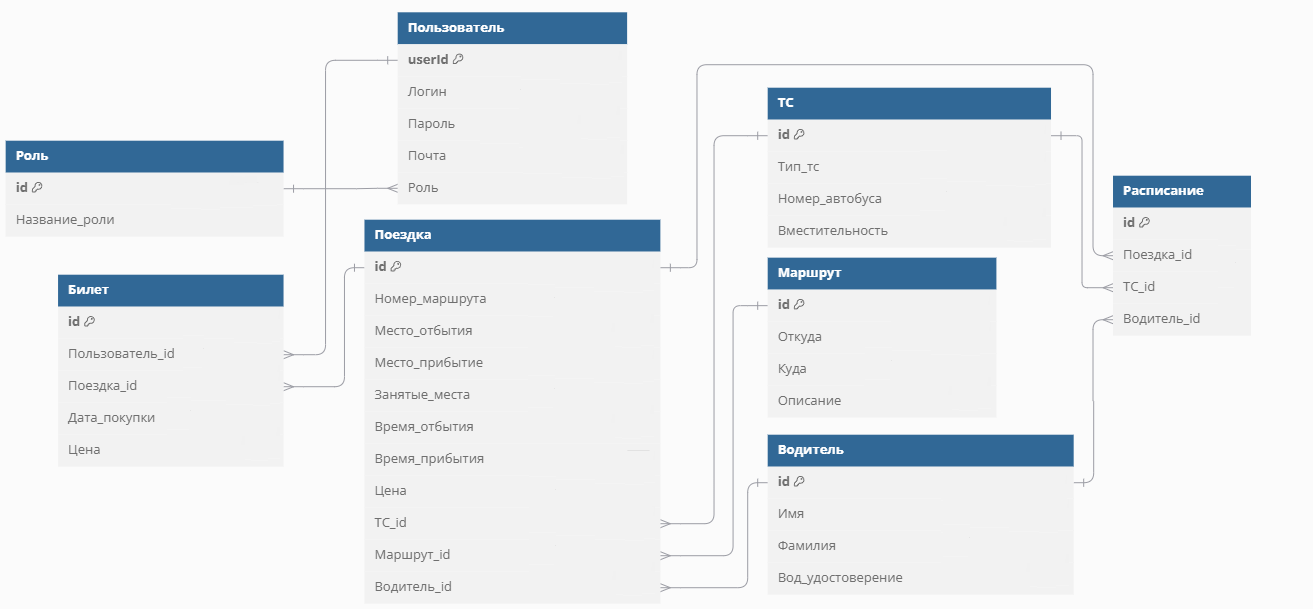 Пользователь
userId
Логин
Пароль
Почта
Роль
Роль
id
Название_роли
Билет
id
Пользователь_id
Поездка_id
Дата_покупки
Цена
Поездка
id
Номер_маршрута
Место_отбытия
Место_прибытие
Занятые_места
Время_отбытия
Время_прибытия
Цена
ТС_id
Маршрут_id
Водитель_id
ТС
id
Тип_тс
Номер_автобуса
Вместительность
Маршрут
id
Откуда
Куда
Описание
Водитель
id
Имя
Фамилия
Вод_удостоверение
Расписание
id
Поездка_id
ТС_id
Водитель_id